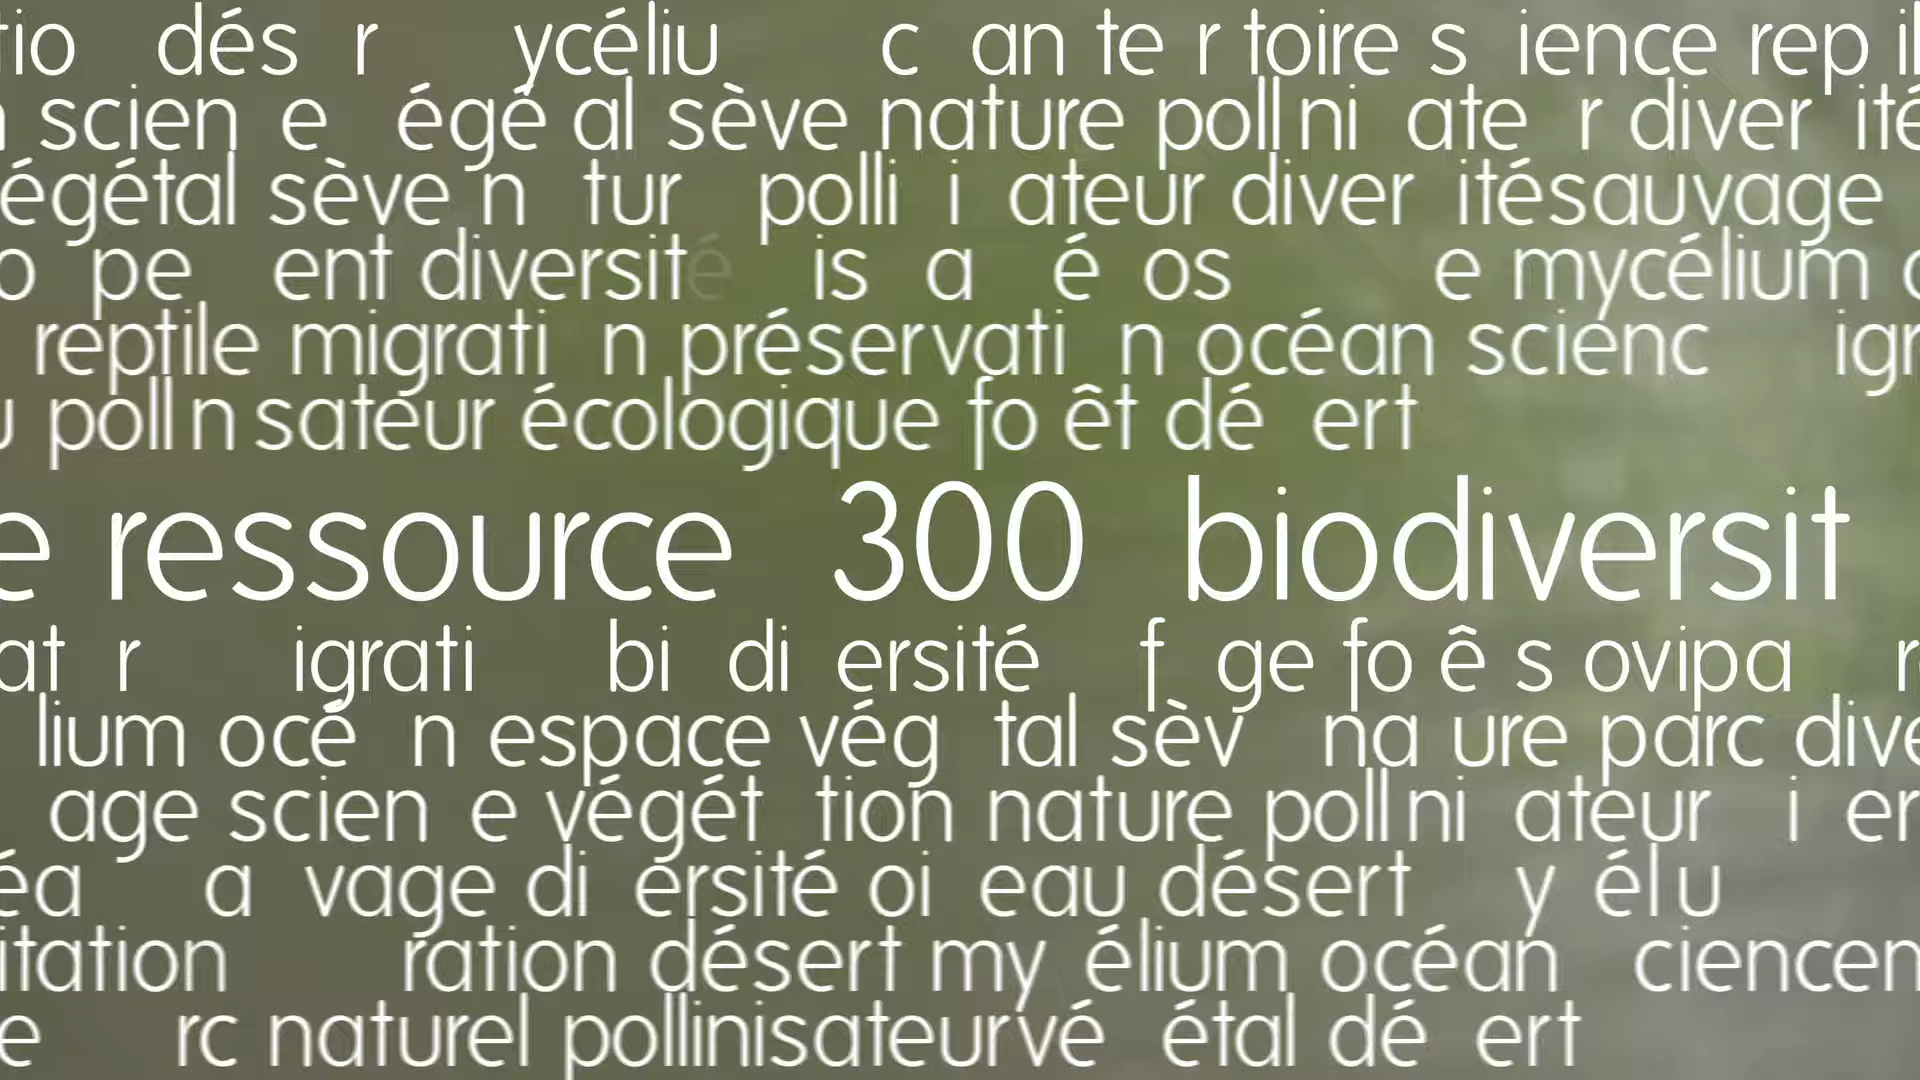 tio dés r ycéliu c an te r toire s ience rep il
n scien e égé al sève nature poll ni ate r diver ité
égétal sève n tur polli i ateur diver itésauvage
o pe ent diversité is a é os e mycélium c
reptile migrati n préservati n océan scienc igr
u poll n sateur écologique fo êt dé ert
e ressource 300 biodiversit
at r igrati bi di ersité f ge fo ê s ovipa r
lium océ n espace vég tal sèv na ure parc dive
age scien e végét tion nature poll ni ateur i er
éa a vage di ersité oi eau désert y él u
itation ration désert my élium océan ciencen
e rc naturel pollinisateurvé étal dé ert